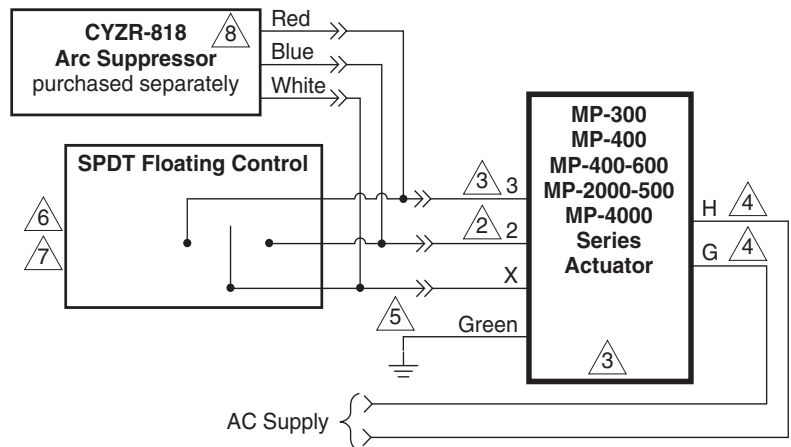 CYZR-818 8
Arc Suppressor
purchased separately
Red
Blue
White
SPDT Floating Control
6
7
3 3
2 2
X
5
Green
MP-300
MP-400
MP-400-600
MP-2000-500
MP-4000
Series
Actuator
3
H 4
G 4
AC Supply